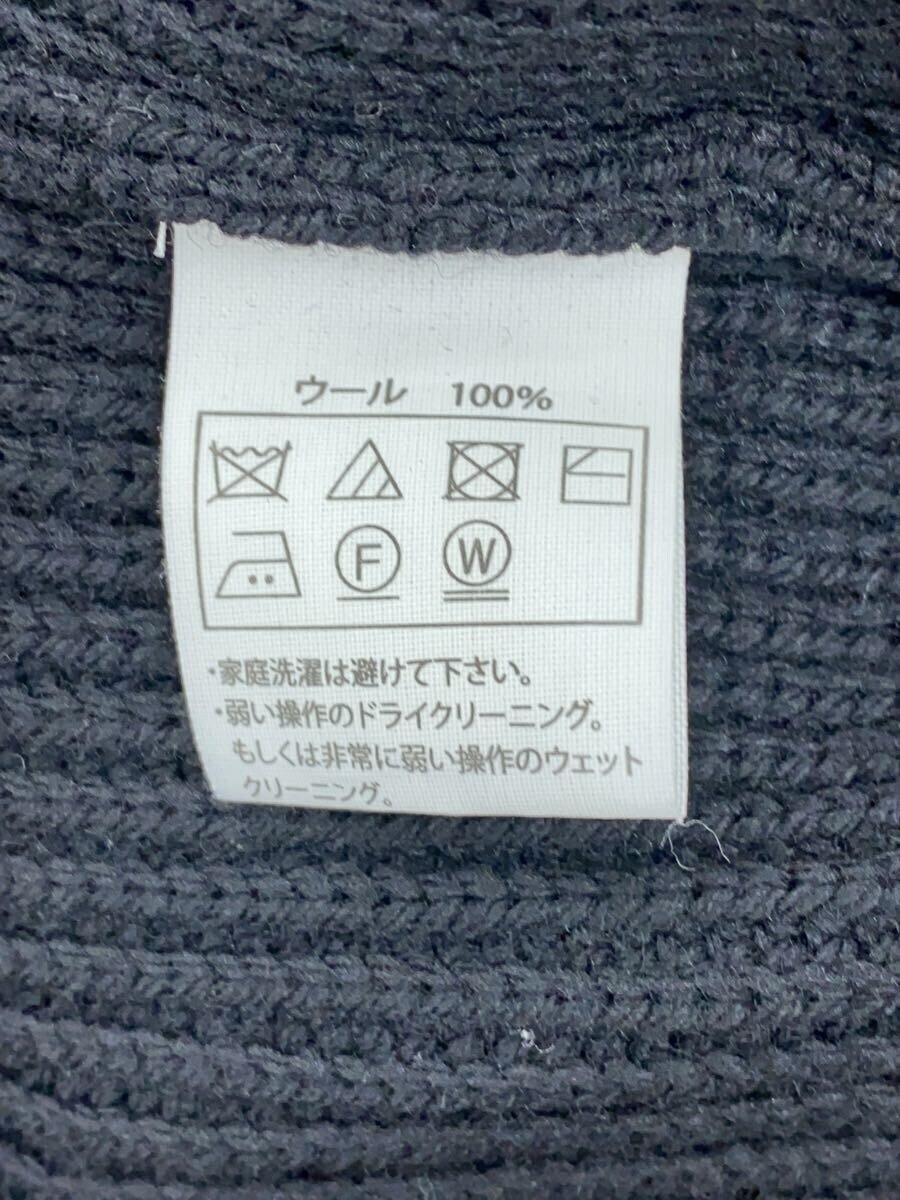 ウール 100%
F W
・家庭洗濯は避けて下さい。
・弱い操作のドライクリーニング。
もしくは非常に弱い操作のウェット
クリーニング。